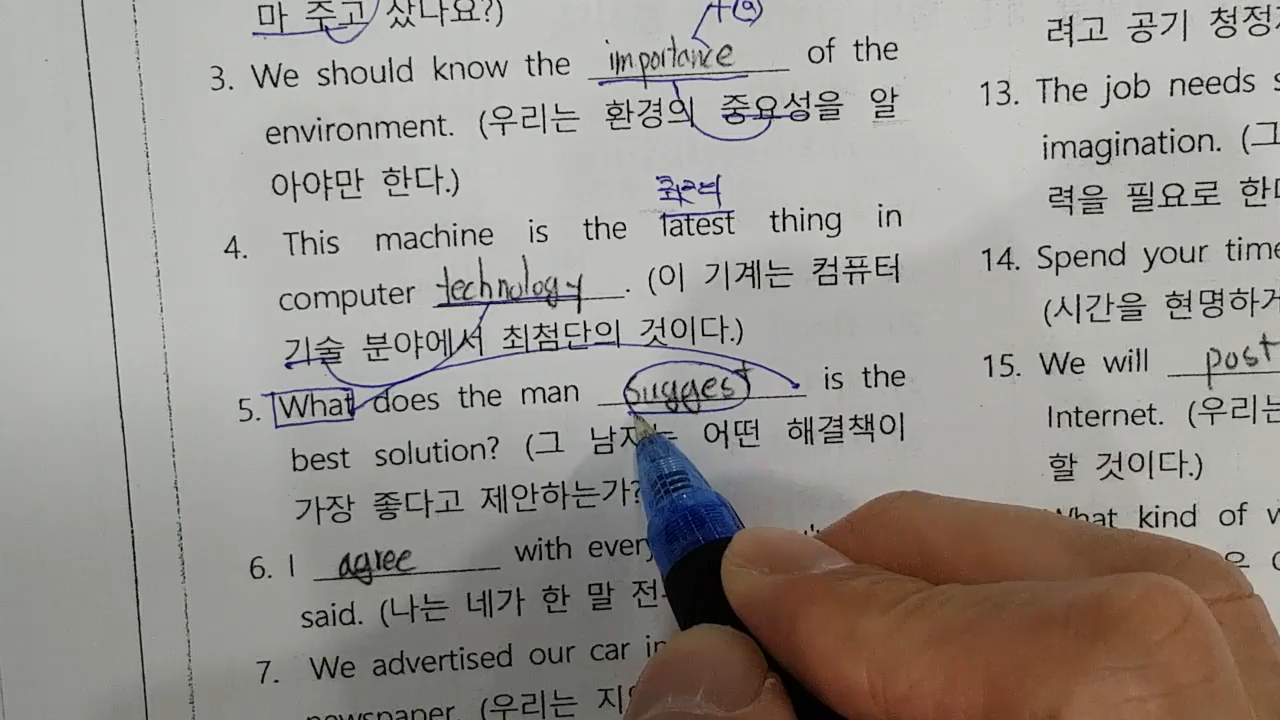 마 주고 샀나요?)
+(a)
3. We should know the importance of the
environment. (우리는 환경의 중요성을 알
아야만 한다.)
최근의
4. This machine is the latest thing in
computer technology. (이 기계는 컴퓨터
기술 분야에서 최첨단의 것이다.)
5. What does the man suggest is the
best solution? (그 남자는 어떤 해결책이
가장 좋다고 제안하는가?
6. I agree with every
said. (나는 네가 한 말 전
7. We advertised our car in
newspaper. (우리는 지
려고 공기 청정
13. The job needs s
imagination. (그
력을 필요로 한다
14. Spend your time
(시간을 현명하게
15. We will post
Internet. (우리는
할 것이다.)
What kind of w